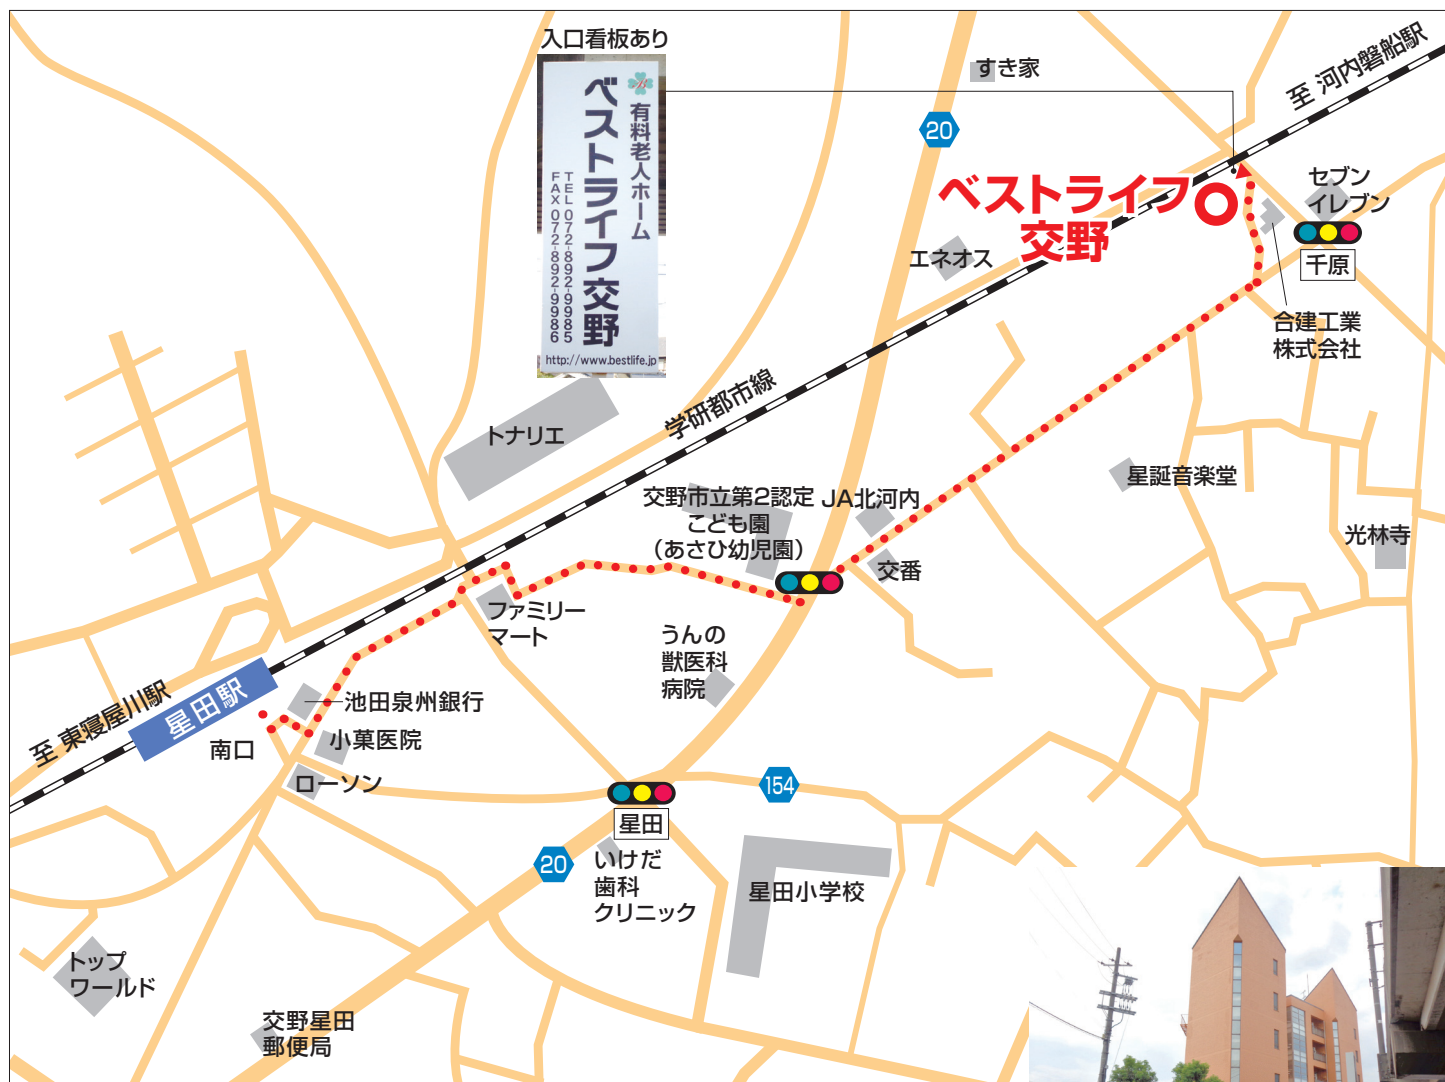 入口看板あり
有料老人ホーム
ベストライフ交野
TEL 072-892-9985
FAX 072-892-9986
http://www.bestlife.jp
すき家
20
至 河内磐船駅
ベストライフ
交野
セブン
イレブン
千原
エネオス
合建工業
株式会社
学研都市線
トナリエ
交野市立第2認定
こども園
(あさひ幼児園)
JA北河内
交番
星誕音楽堂
光林寺
ファミリー
マート
うんの
獣医科
病院
至 東寝屋川駅
星田駅
南口
池田泉州銀行
小菓医院
ローソン
154
星田
20
いけだ
歯科
クリニック
星田小学校
トップ
ワールド
交野星田
郵便局